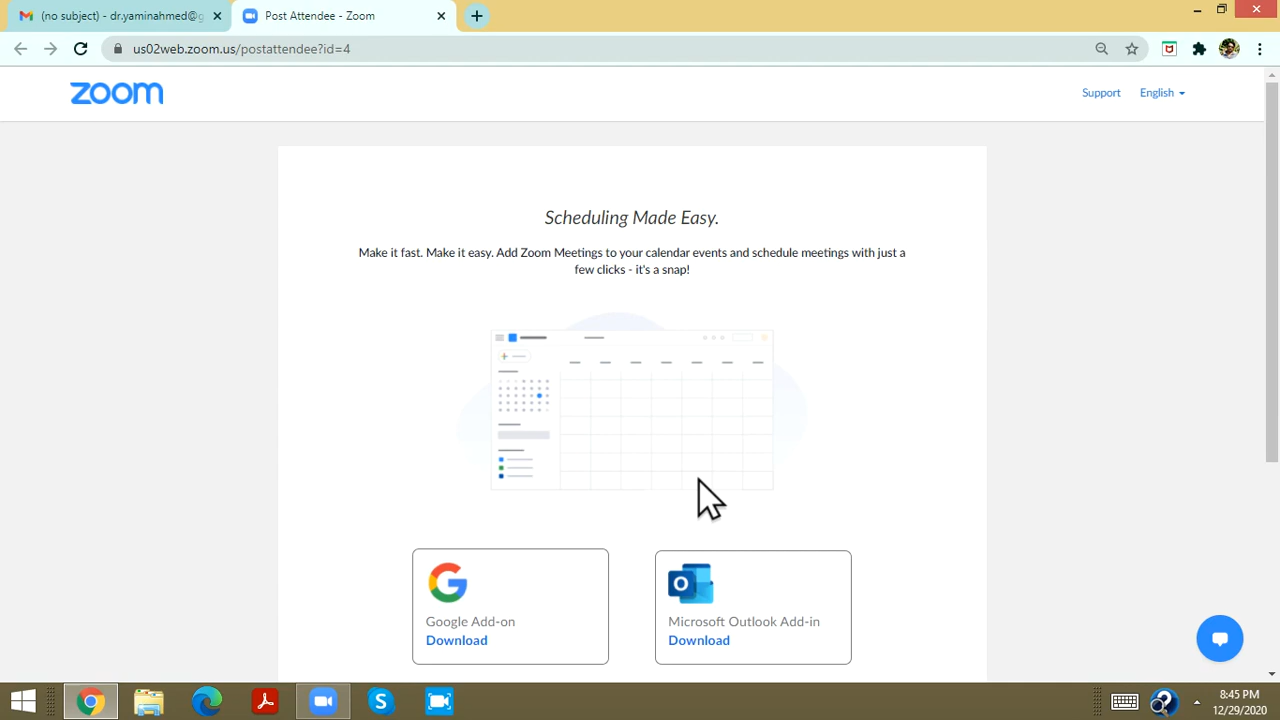 (no subject) - dr.yaminahmed@g
Post Attendee - Zoom
us02web.zoom.us/postattendee?id=4
zoom
Support
English
Scheduling Made Easy.
Make it fast. Make it easy. Add Zoom Meetings to your calendar events and schedule meetings with just a
few clicks - it's a snap!
Google Add-on
Download
Microsoft Outlook Add-in
Download
8:45 PM
12/29/2020